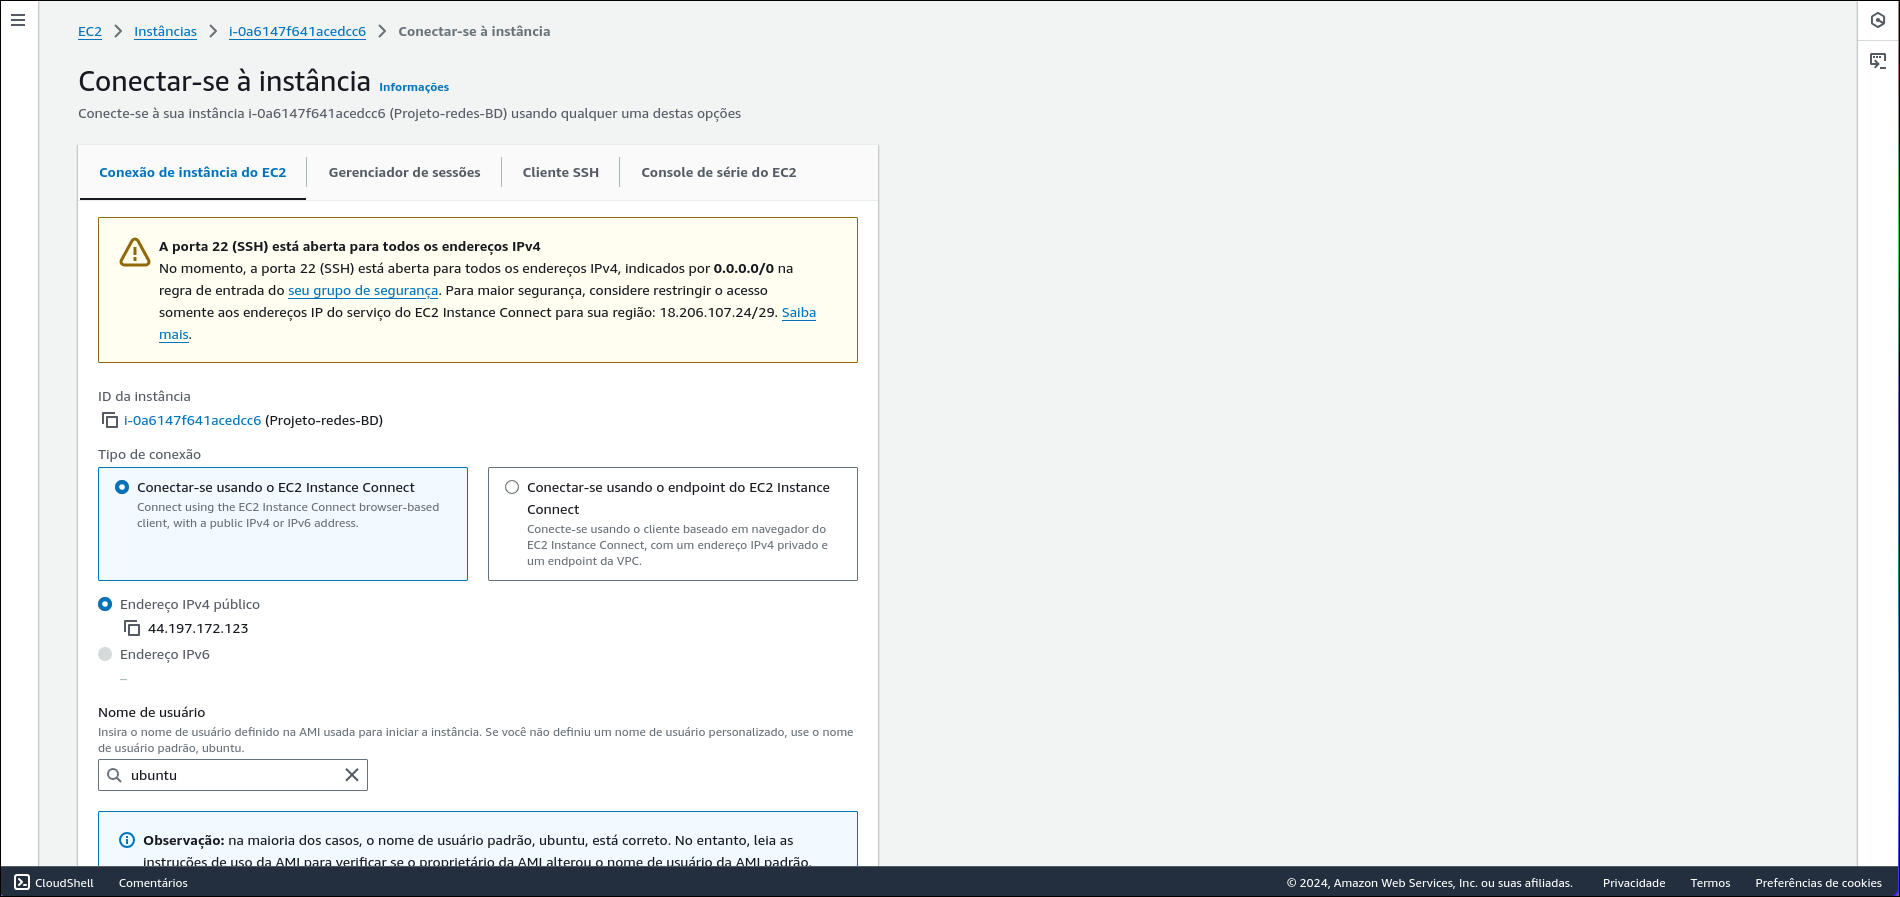 EC2 > Instâncias > i-0a6147f641acedcc6 > Conectar-se à instância
Conectar-se à instância Informações
Conecte-se à sua instância i-0a6147f641acedcc6 (Projeto-redes-BD) usando qualquer uma destas opções
Conexão de instância do EC2 Gerenciador de sessões Cliente SSH Console de série do EC2
A porta 22 (SSH) está aberta para todos os endereços IPv4
No momento, a porta 22 (SSH) está aberta para todos os endereços IPv4, indicados por 0.0.0.0/0 na
regra de entrada do seu grupo de segurança. Para maior segurança, considere restringir o acesso
somente aos endereços IP do serviço do EC2 Instance Connect para sua região: 18.206.107.24/29. Saiba
mais.
ID da instância
i-0a6147f641acedcc6 (Projeto-redes-BD)
Tipo de conexão
Conectar-se usando o EC2 Instance Connect
Connect using the EC2 Instance Connect browser-based
client, with a public IPv4 or IPv6 address.
Conectar-se usando o endpoint do EC2 Instance
Connect
Conecte-se usando o cliente baseado em navegador do
EC2 Instance Connect, com um endereço IPv4 privado e
um endpoint da VPC.
Endereço IPv4 público
44.197.172.123
Endereço IPv6
–
Nome de usuário
Insira o nome de usuário definido na AMI usada para iniciar a instância. Se você não definiu um nome de usuário personalizado, use o nome
de usuário padrão, ubuntu.
ubuntu
Observação: na maioria dos casos, o nome de usuário padrão, ubuntu, está correto. No entanto, leia as
instruções de uso da AMI para verificar se o proprietário da AMI alterou o nome de usuário da AMI padrão.
CloudShell Comentários © 2024, Amazon Web Services, Inc. ou suas afiliadas. Privacidade Termos Preferências de cookies